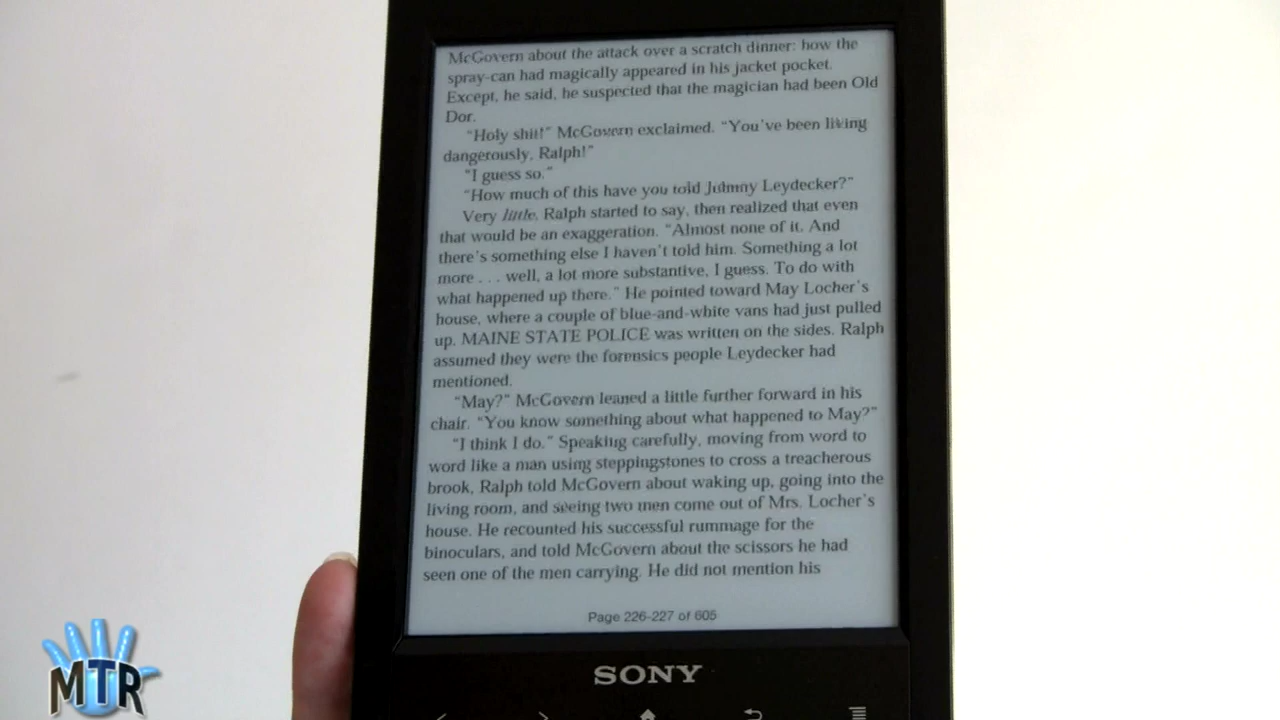 McGovern about the attack over a scratch dinner: how the
spray-can had magically appeared in his jacket pocket.
Except, he said, he suspected that the magician had been Old
Dor.
“Holy shit!” McGovern exclaimed. “You’ve been living
dangerously, Ralph!”
“I guess so.”
“How much of this have you told Johnny Leydecker?”
Very little, Ralph started to say, then realized that even
that would be an exaggeration. “Almost none of it. And
there’s something else I haven’t told him. Something a lot
more . . . well, a lot more substantive, I guess. To do with
what happened up there.” He pointed toward May Locher’s
house, where a couple of blue-and-white vans had just pulled
up. MAINE STATE POLICE was written on the sides. Ralph
assumed they were the forensics people Leydecker had
mentioned.
“May?” McGovern leaned a little further forward in his
chair. “You know something about what happened to May?”
“I think I do.” Speaking carefully, moving from word to
word like a man using steppingstones to cross a treacherous
brook, Ralph told McGovern about waking up, going into the
living room, and seeing two men come out of Mrs. Locher’s
house. He recounted his successful rummage for the
binoculars, and told McGovern about the scissors he had
seen one of the men carrying. He did not mention his
Page 226-227 of 605
SONY
MTR